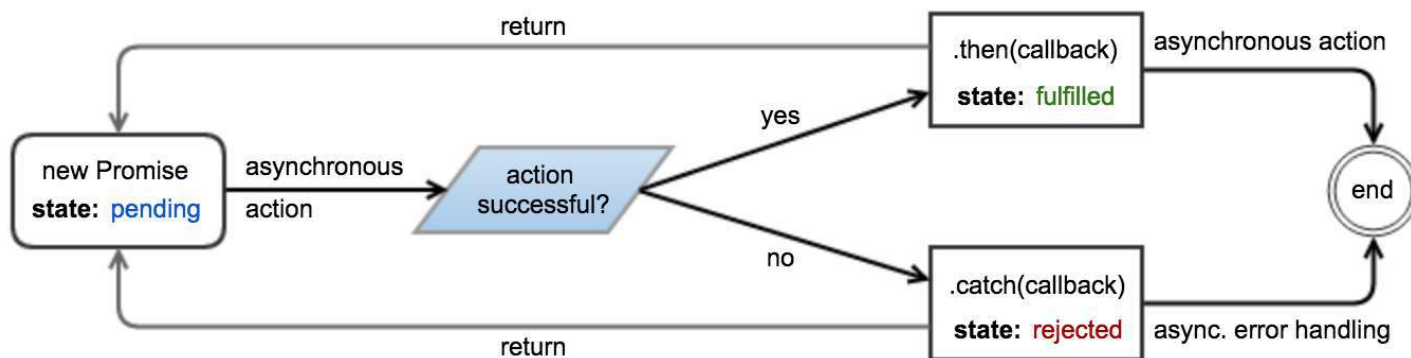 return
.then(callback)
asynchronous action
state: fulfilled
yes
new Promise
asynchronous
state: pending
action
action
successful?
end
no
.catch(callback)
state: rejected
async. error handling
return